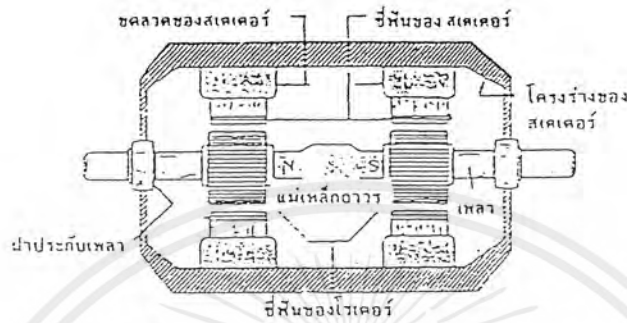 ขดลวดของสเตเตอร์
ซี่ฟันของ สเตเตอร์
โครงร่างของ
สเตเตอร์
N
S
แม่เหล็กถาวร
เพลา
ฝาประกับเพลา
ซี่ฟันของโรเตอร์